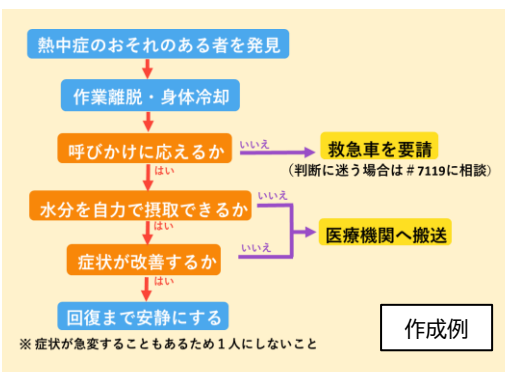 熱中症のおそれのある者を発見
作業離脱・身体冷却
呼びかけに応えるか
いいえ
救急車を要請
(判断に迷う場合は＃7119に相談)
はい
水分を自力で摂取できるか
いいえ
はい
医療機関へ搬送
症状が改善するか
いいえ
はい
回復まで安静にする
※ 症状が急変することもあるため１人にしないこと
作成例